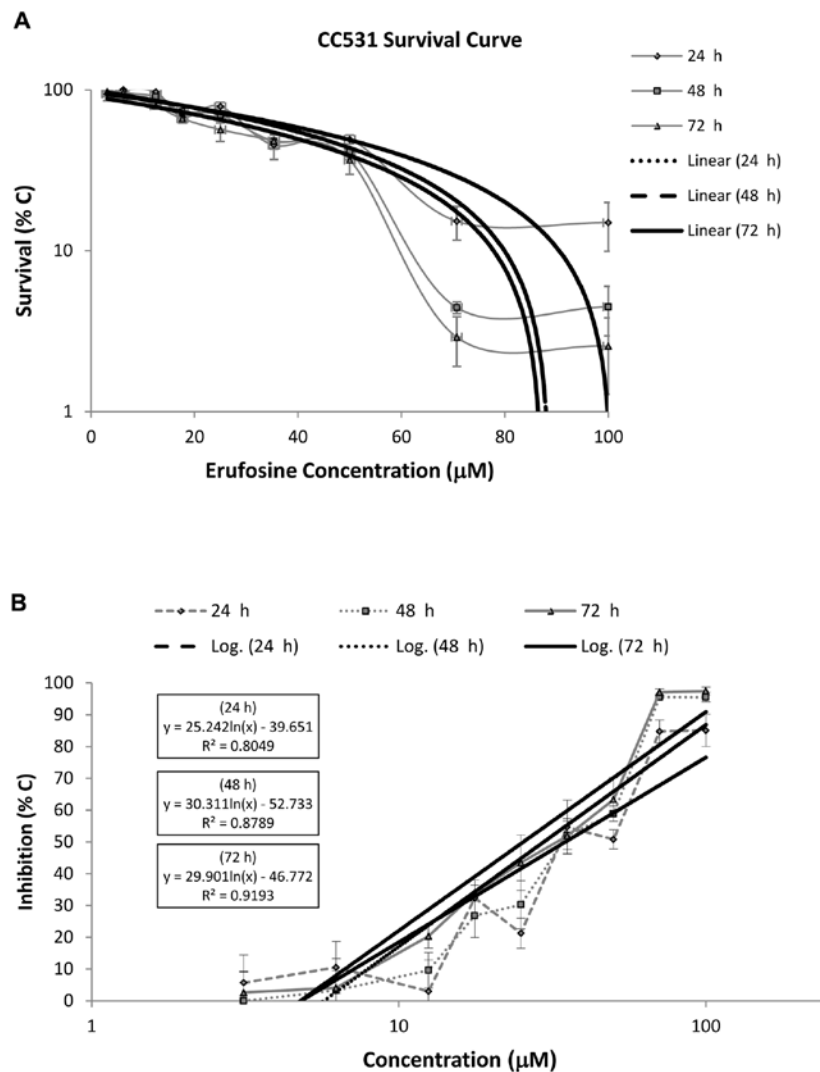 A
CC531 Survival Curve
24 h
48 h
72 h
Linear (24 h)
Linear (48 h)
Linear (72 h)
100
10
1
Survival (% C)
0 20 40 60 80 100
Erufosine Concentration (μM)
B
24 h 48 h 72 h
Log. (24 h) Log. (48 h) Log. (72 h)
100
90
80
70
60
50
40
30
20
10
0
Inhibition (% C)
(24 h)
y = 25.242ln(x) - 39.651
R² = 0.8049
(48 h)
y = 30.311ln(x) - 52.733
R² = 0.8789
(72 h)
y = 29.901ln(x) - 46.772
R² = 0.9193
1 10 100
Concentration (μM)